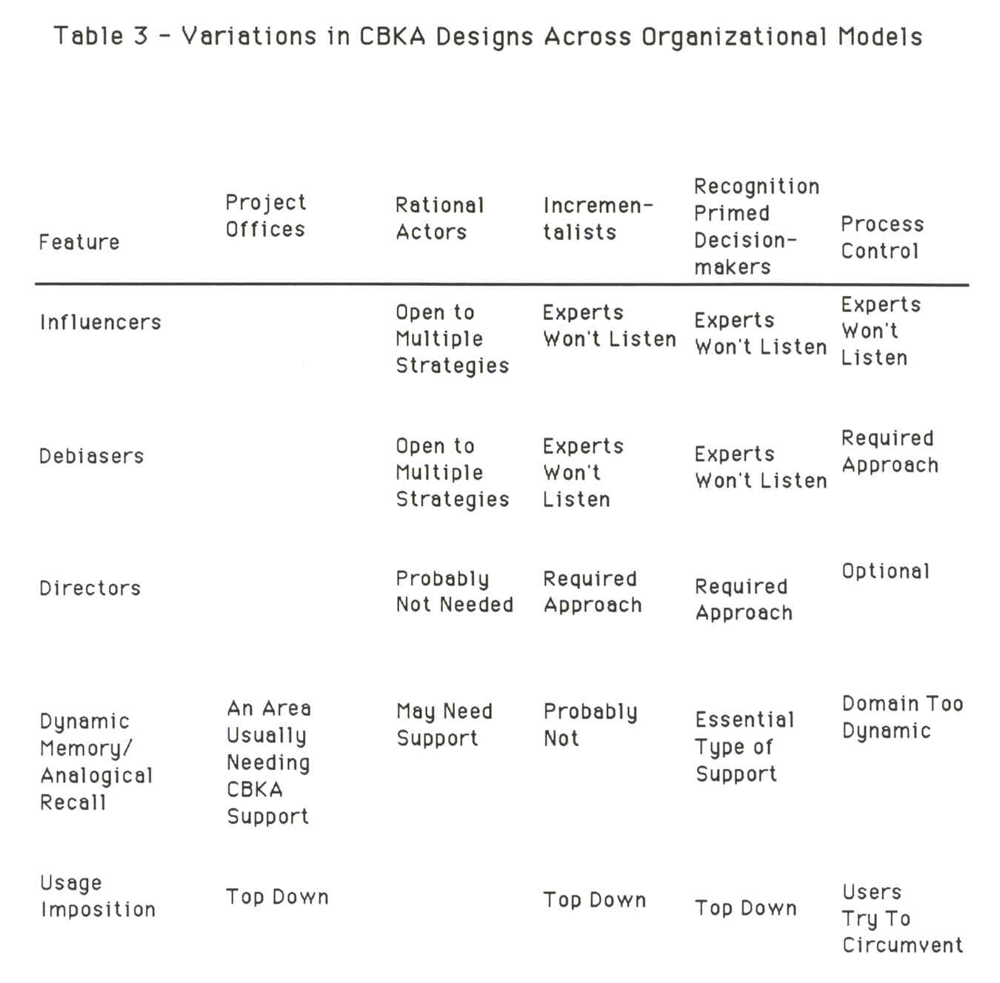 Table 3 - Variations in CBKA Designs Across Organizational Models
Feature
Project
Offices
Rational
Actors
Incremen-
talists
Recognition
Primed
Decision-
makers
Process
Control
Influencers
Open to
Multiple
Strategies
Experts
Won't Listen
Experts
Won't Listen
Experts
Won't
Listen
Debiasers
Open to
Multiple
Strategies
Experts
Won't
Listen
Experts
Won't Listen
Required
Approach
Directors
Probably
Not Needed
Required
Approach
Required
Approach
Optional
Dynamic
Memory/
Analogical
Recall
An Area
Usually
Needing
CBKA
Support
May Need
Support
Probably
Not
Essential
Type of
Support
Domain Too
Dynamic
Usage
Imposition
Top Down
Top Down
Top Down
Users
Try To
Circumvent